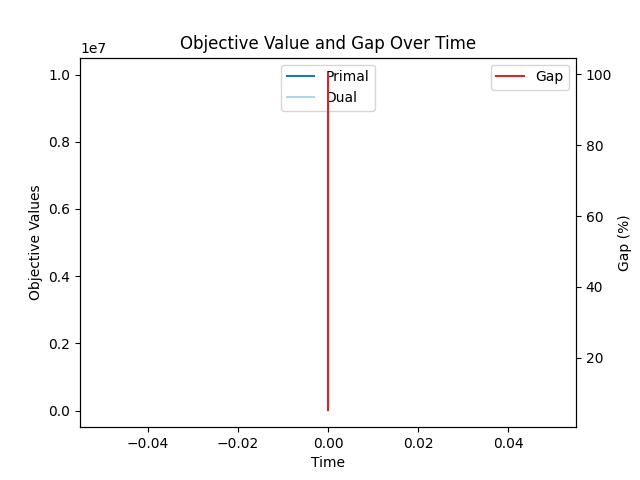 Objective Value and Gap Over Time
1e7
Primal
Dual
Gap
1.0
0.8
0.6
0.4
0.2
0.0
Objective Values
100
80
60
40
20
Gap (%)
−0.04
−0.02
0.00
0.02
0.04
Time